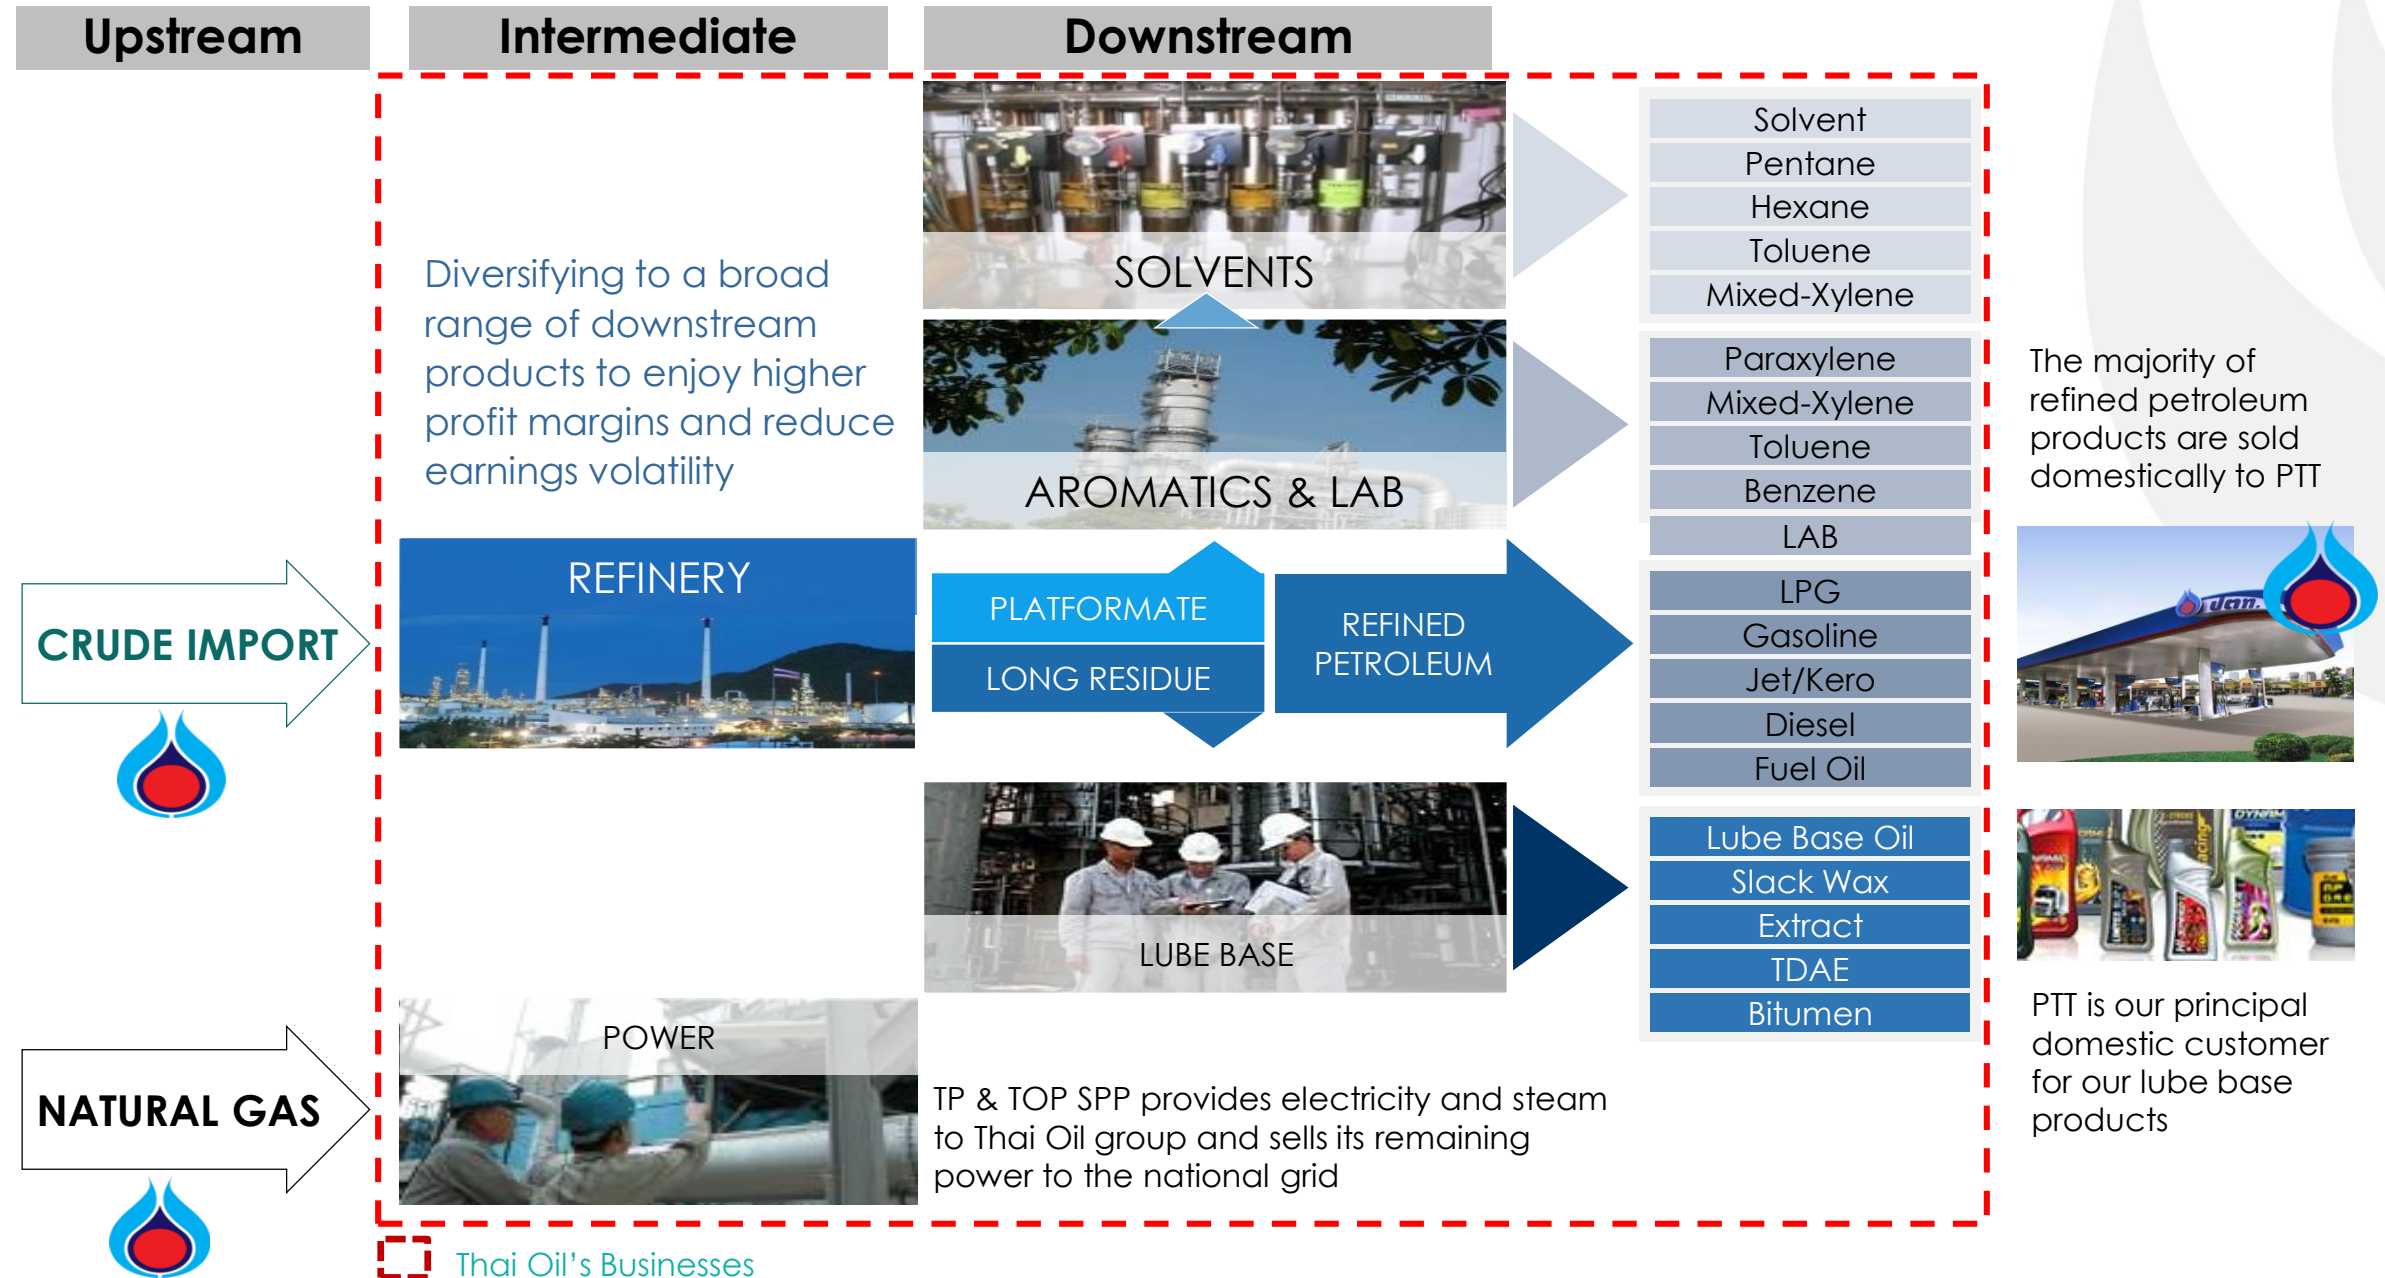 Upstream
Intermediate
Downstream
Diversifying to a broad
range of downstream
products to enjoy higher
profit margins and reduce
earnings volatility
SOLVENTS
AROMATICS & LAB
Solvent
Pentane
Hexane
Toluene
Mixed-Xylene
Paraxylene
Mixed-Xylene
Toluene
Benzene
LAB
The majority of
refined petroleum
products are sold
domestically to PTT
CRUDE IMPORT
REFINERY
PLATFORMATE
LONG RESIDUE
REFINED
PETROLEUM
LPG
Gasoline
Jet/Kero
Diesel
Fuel Oil
LUBE BASE
Lube Base Oil
Slack Wax
Extract
TDAE
Bitumen
PTT is our principal
domestic customer
for our lube base
products
NATURAL GAS
POWER
TP & TOP SPP provides electricity and steam
to Thai Oil group and sells its remaining
power to the national grid
Thai Oil’s Businesses